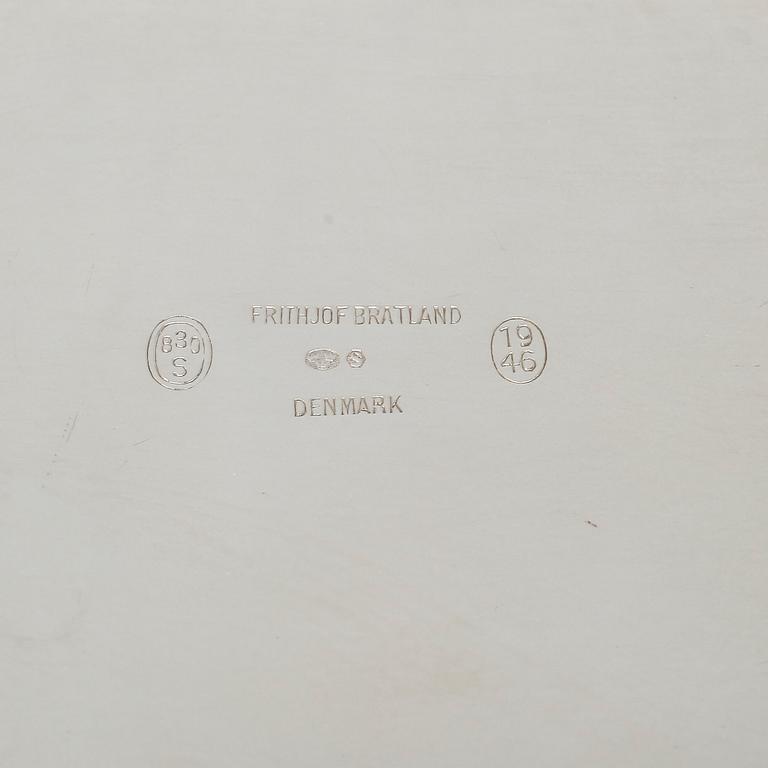 FRITHJOF BRATLAND
830
S
S
DENMARK
19
46